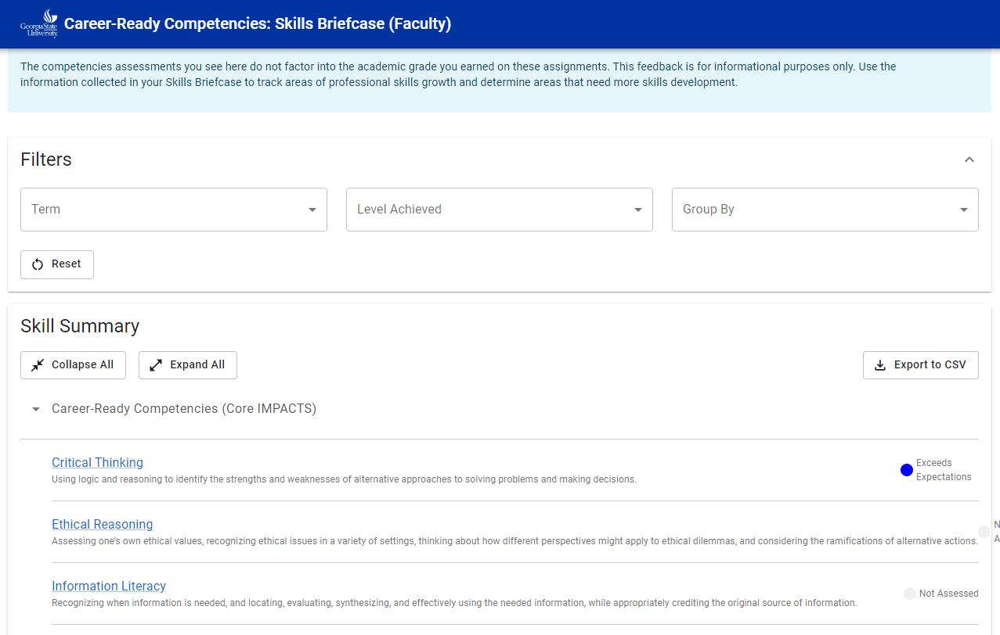 GeorgiaState
University
Career-Ready Competencies: Skills Briefcase (Faculty)
The competencies assessments you see here do not factor into the academic grade you earned on these assignments. This feedback is for informational purposes only. Use the
information collected in your Skills Briefcase to track areas of professional skills growth and determine areas that need more skills development.
Filters
Term
Level Achieved
Group By
Reset
Skill Summary
Collapse All
Expand All
Export to CSV
Career-Ready Competencies (Core IMPACTS)
Critical Thinking
Using logic and reasoning to identify the strengths and weaknesses of alternative approaches to solving problems and making decisions.
Exceeds
Expectations
Ethical Reasoning
Assessing one's own ethical values, recognizing ethical issues in a variety of settings, thinking about how different perspectives might apply to ethical dilemmas, and considering the ramifications of alternative actions.
N
A
Information Literacy
Recognizing when information is needed, and locating, evaluating, synthesizing, and effectively using the needed information, while appropriately crediting the original source of information.
Not Assessed